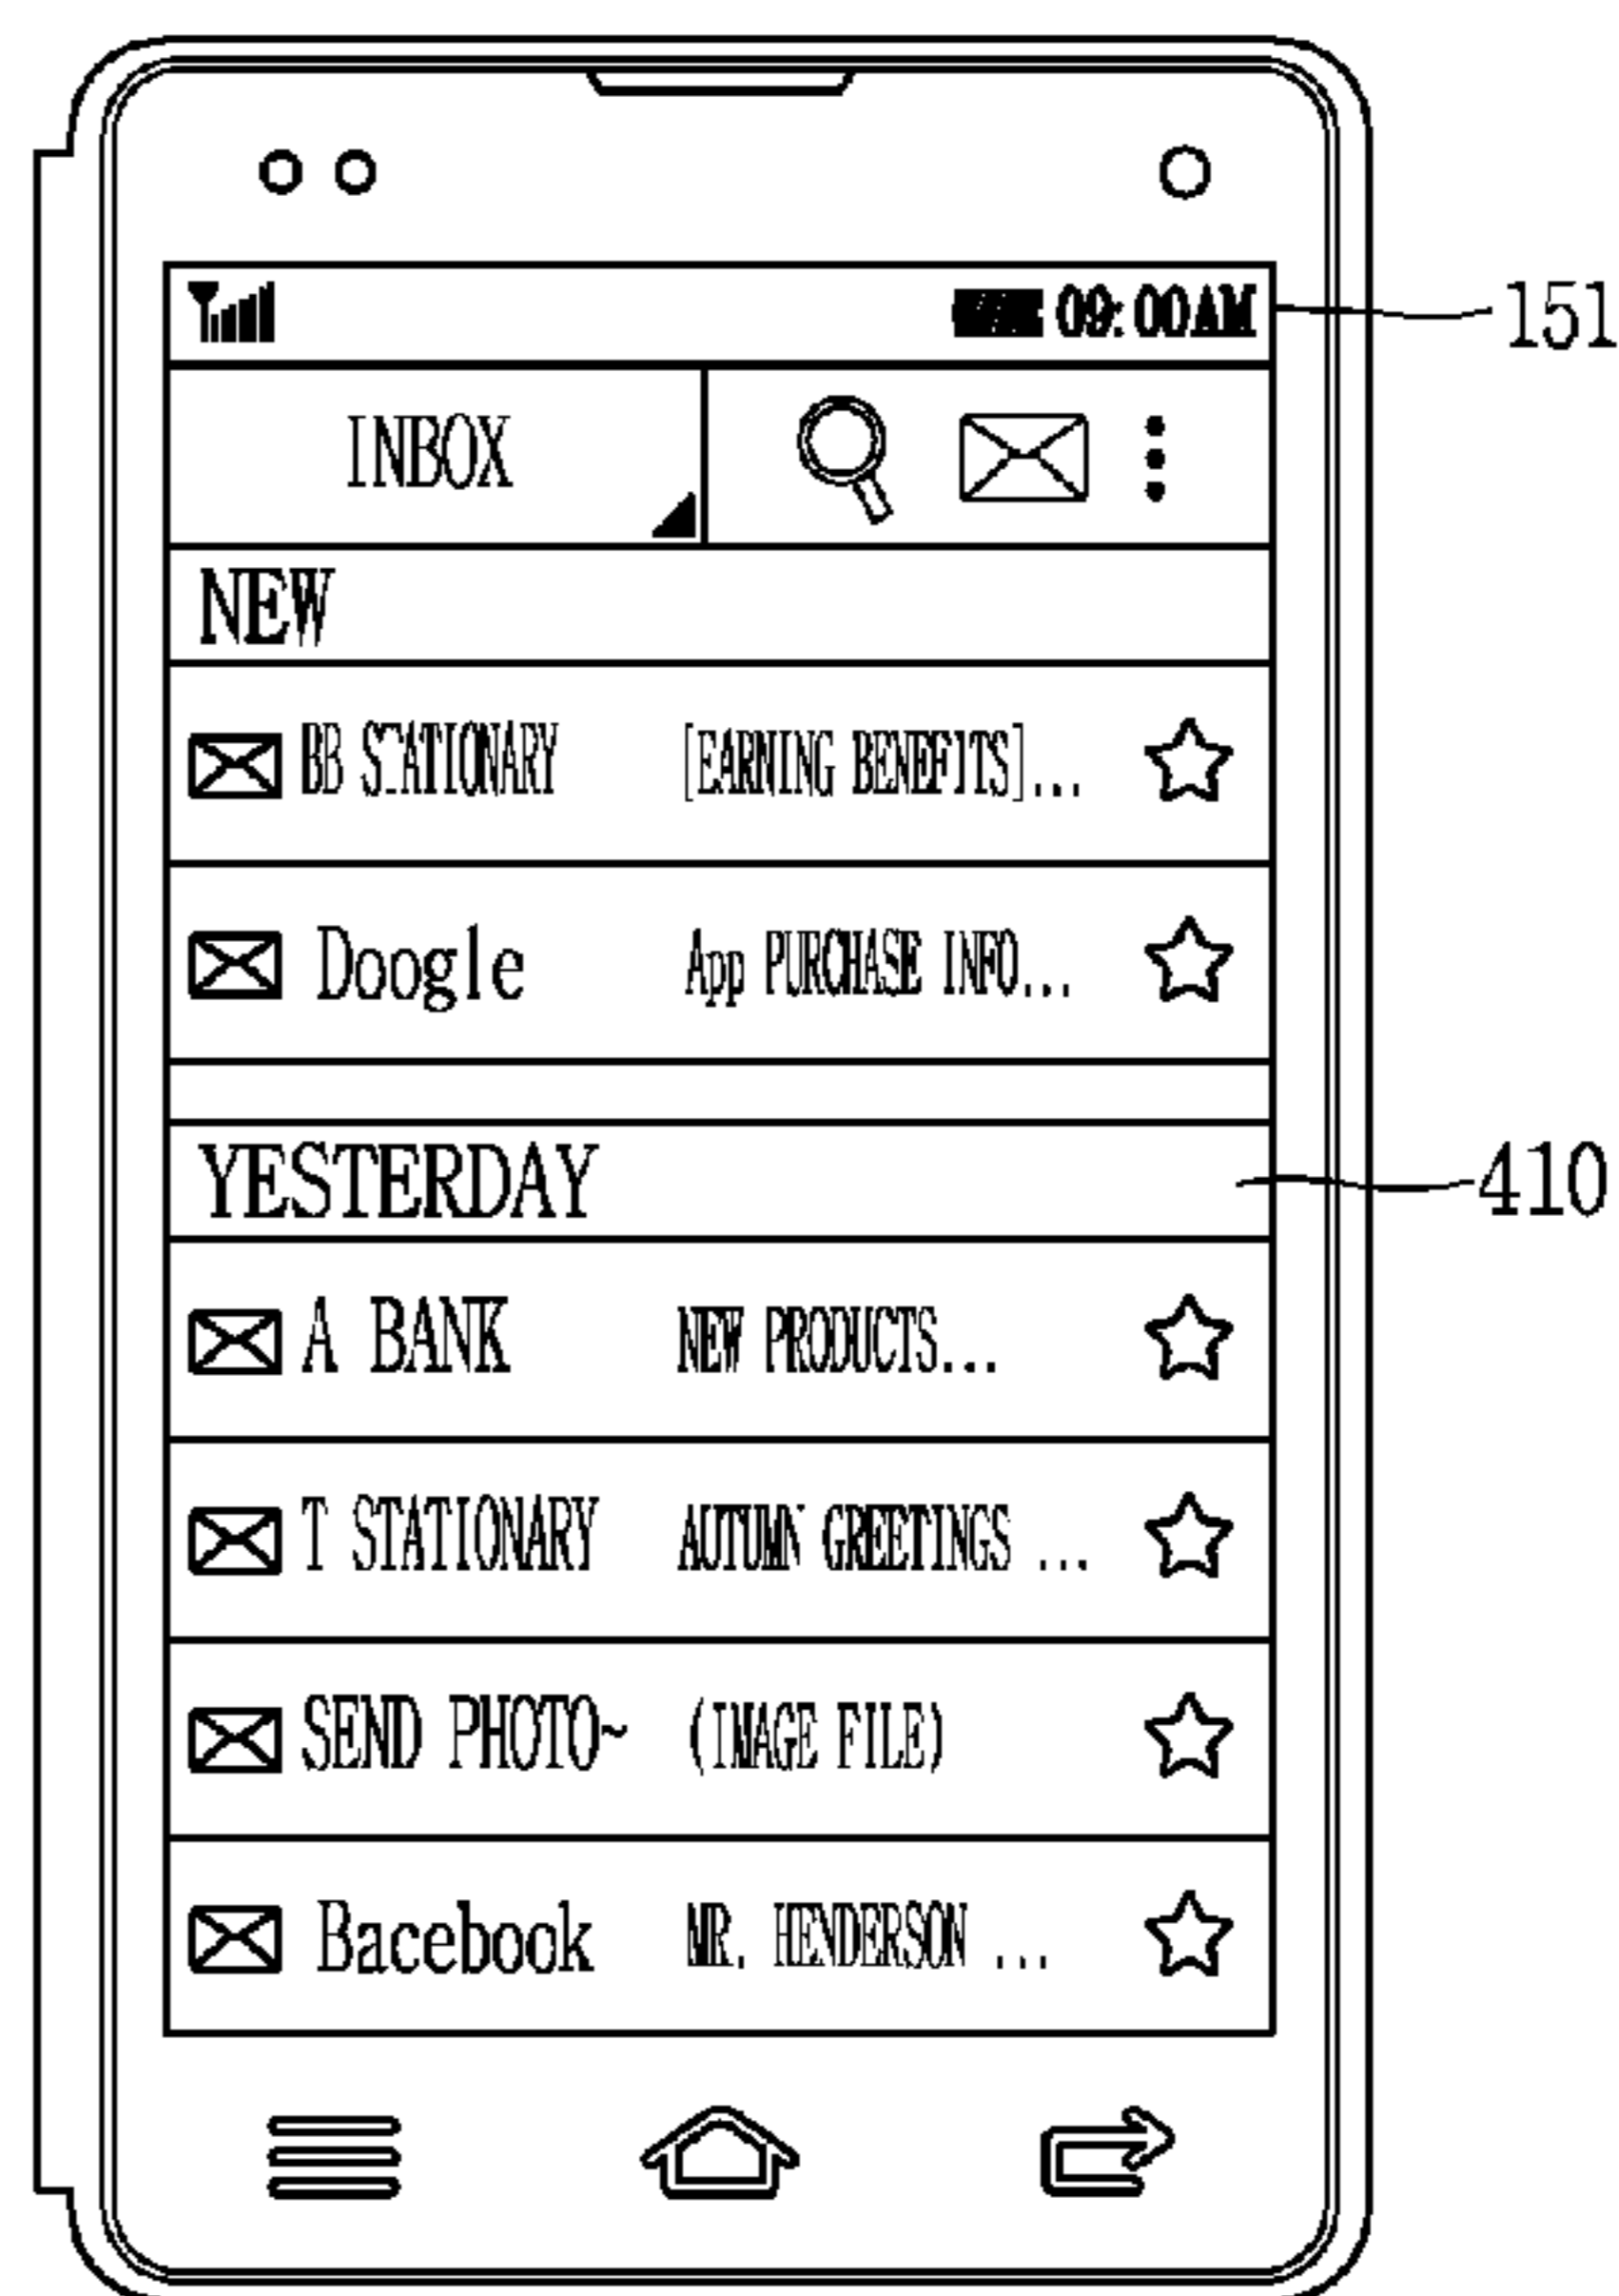 09:00AM 151
INBOX
NEW
BB STATIONARY [EARNING BENEFITS]...
Doogle App PURCHASE INFO...
YESTERDAY 410
A BANK NEW PRODUCTS...
T STATIONARY AUTUMN GREETINGS ...
SEND PHOTO~ (IMAGE FILE)
Bacebook MR. HENDERSON ...